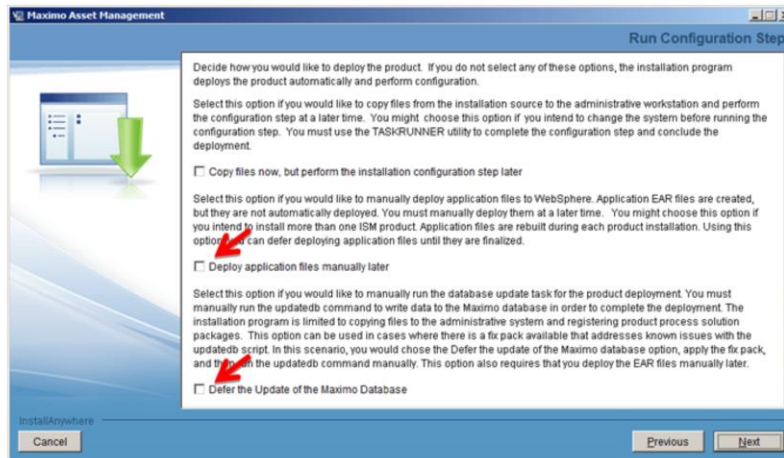 Maximo Asset Management
Run Configuration Step
Decide how you would like to deploy the product. If you do not select any of these options, the installation program
deploys the product automatically and perform configuration.
Select this option if you would like to copy files from the installation source to the administrative workstation and perform
the configuration step at a later time. You might choose this option if you intend to change the system before running the
configuration step. You must use the TASKRUNNER utility to complete the configuration step and conclude the
deployment.
Copy files now, but perform the installation configuration step later
Select this option if you would like to manually deploy application files to WebSphere. Application EAR files are created,
but they are not automatically deployed. You must manually deploy them at a later time. You might choose this option if
you intend to install more than one ISM product. Application files are rebuilt during each product installation. Using this
can defer deploying application files until they are finalized.
Deploy application files manually later
Select this option if you would like to manually run the database update task for the product deployment. You must
manually run the updatedb command to write data to the Maximo database in order to complete the deployment. The
installation program is limited to copying files to the administrative system and registering product process solution
packages. This option can be used in cases where there is a fix pack available that addresses known issues with the
updatedb script. In this scenario, you would chose the Defer the update of the Maximo database option, apply the fix pack,
and the updatedb command manually. This option also requires that you deploy the EAR files manually later.
Defer the Update of the Maximo Database
InstallAnywhere
Cancel
Previous
Next